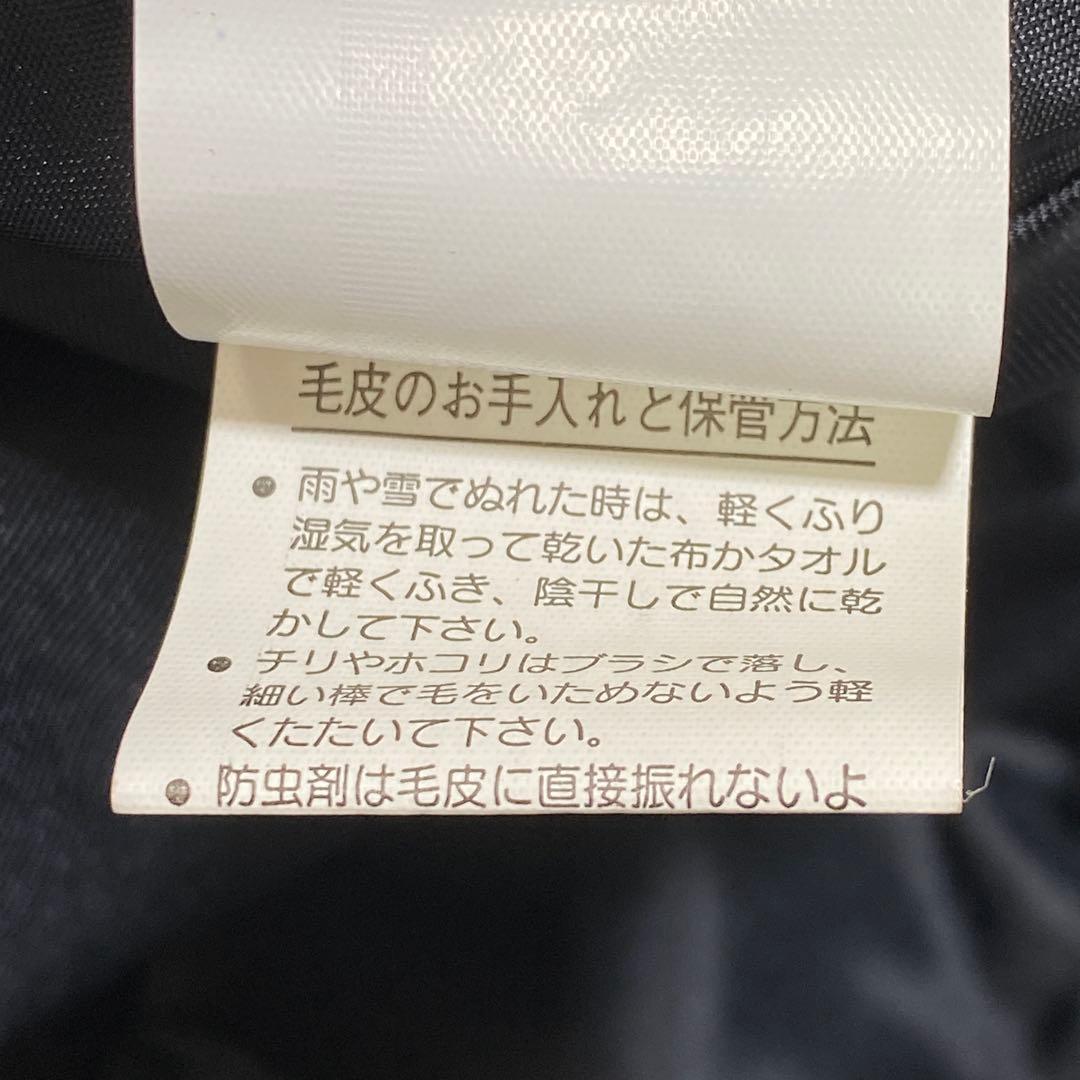 毛皮のお手入れと保管方法
● 雨や雪でぬれた時は、軽くふり
湿気を取って乾いた布かタオル
で軽くふき、陰干しで自然に乾
かして下さい。
● チリやホコリはブラシで落し、
細い棒で毛をいためないよう軽
くたたいて下さい。
● 防虫剤は毛皮に直接振れないよ